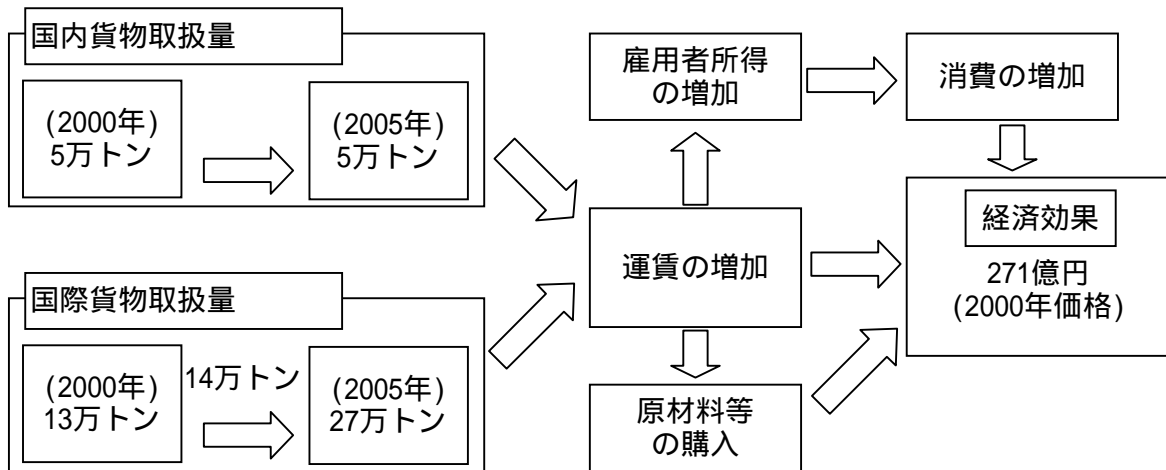 国内貨物取扱量
(2000年)
5万トン
(2005年)
5万トン
国際貨物取扱量
(2000年)
13万トン
14万トン
(2005年)
27万トン
運賃の増加
雇用者所得
の増加
消費の増加
原材料等
の購入
経済効果
271億円
(2000年価格)